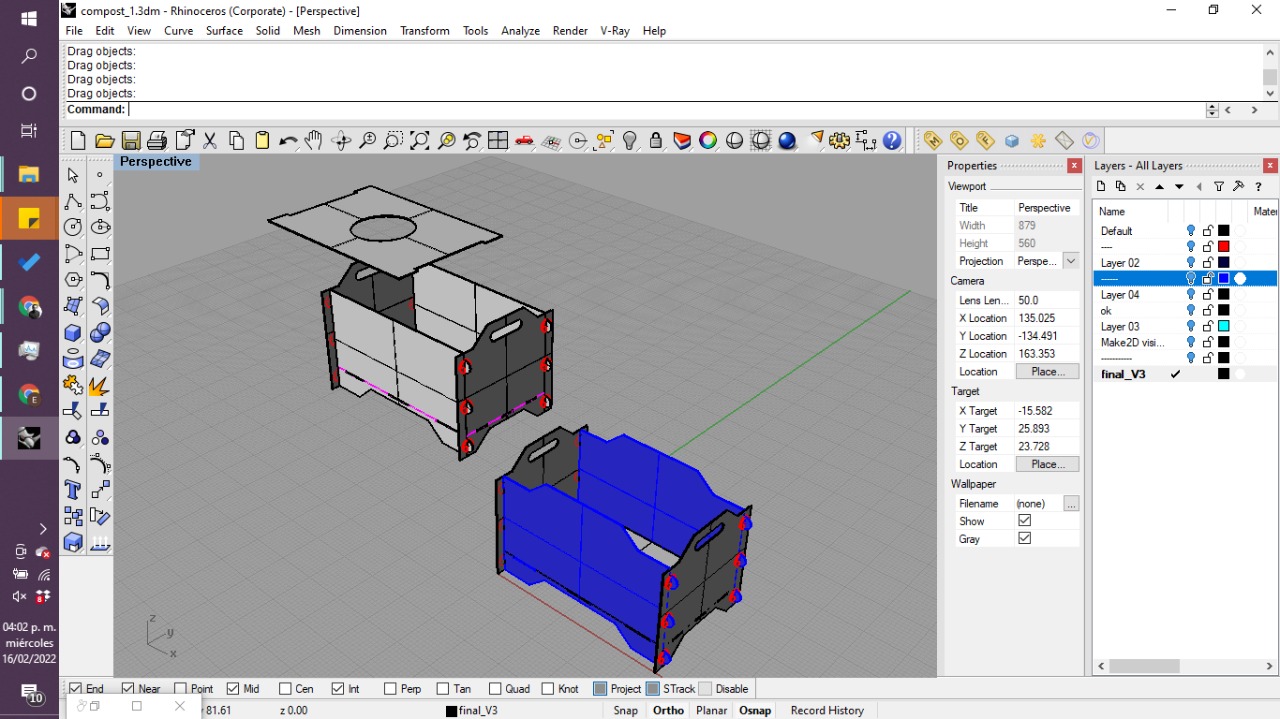 compost_1.3dm - Rhinoceros (Corporate) - [Perspective]
File Edit View Curve Surface Solid Mesh Dimension Transform Tools Analyze Render V-Ray Help
Drag objects:
Drag objects:
Drag objects:
Drag objects:
Command:
Perspective
z
y
x
Properties
Viewport
Title Perspective
Width 879
Height 560
Projection Perspe...
Camera
Lens Len... 50.0
X Location 135.025
Y Location -134.491
Z Location 163.353
Location Place...
Target
X Target -15.582
Y Target 25.893
Z Target 23.728
Location Place...
Wallpaper
Filename (none) ...
Show
Gray
Layers - All Layers
Name Mater
Default
----
Layer 02
------
Layer 04
ok
Layer 03
Make2D visi...
-----------
final_V3
04:02 p. m.
miércoles
16/02/2022
10
End Near Point Mid Cen Int Perp Tan Quad Knot Project STrack Disable
81.61 z 0.00 final_V3 Snap Ortho Planar Osnap Record History